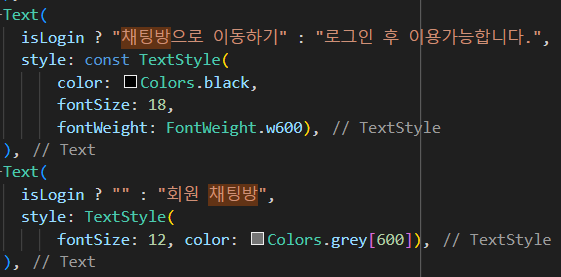 Text(
isLogin ? "채팅방으로 이동하기" : "로그인 후 이용가능합니다.",
style: const TextStyle(
color: Colors.black,
fontSize: 18,
fontWeight: FontWeight.w600), // TextStyle
), // Text
Text(
isLogin ? "" : "회원 채팅방",
style: TextStyle(
fontSize: 12, color: Colors.grey[600]), // TextStyle
), // Text